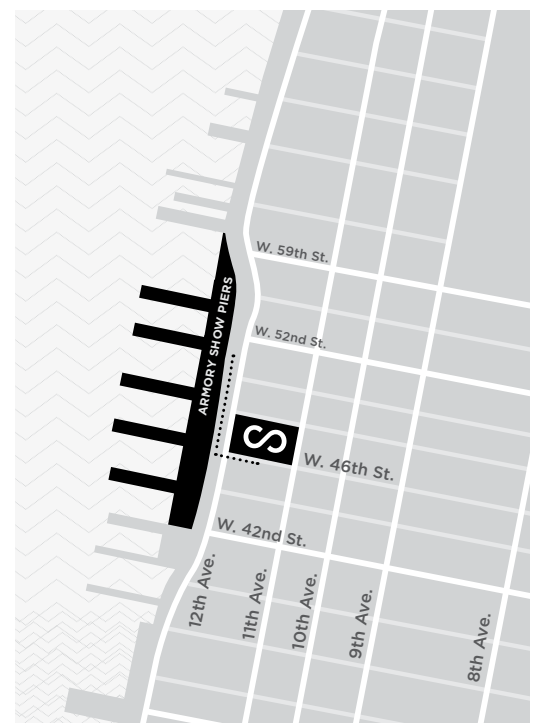 W. 59th St.
ARMORY SHOW PIERS
W. 52nd St.
S
W. 46th St.
W. 42nd St.
12th Ave.
11th Ave.
10th Ave.
9th Ave.
8th Ave.